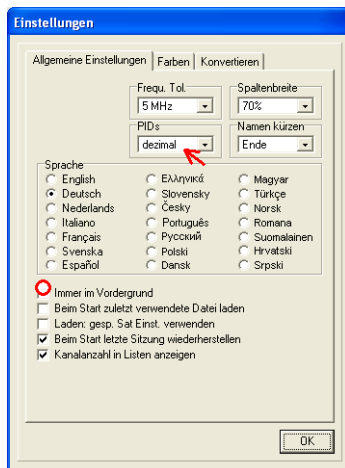 Einstellungen
Allgemeine Einstellungen Farben Konvertieren
Frequ. Tol. Spaltenbreite
5 MHz 70%
PIDs Namen kürzen
dezimal Ende
Sprache
English Ελληνικά Magyar
Deutsch Slovensky Türkçe
Nederlands Česky Norsk
Italiano Português Romana
Français Русский Suomalainen
Svenska Polski Hrvatski
Español Dansk Srpski
Immer im Vordergrund
Beim Start zuletzt verwendete Datei laden
Laden: gesp. Sat Einst. verwenden
Beim Start letzte Sitzung wiederherstellen
Kanalanzahl in Listen anzeigen
OK